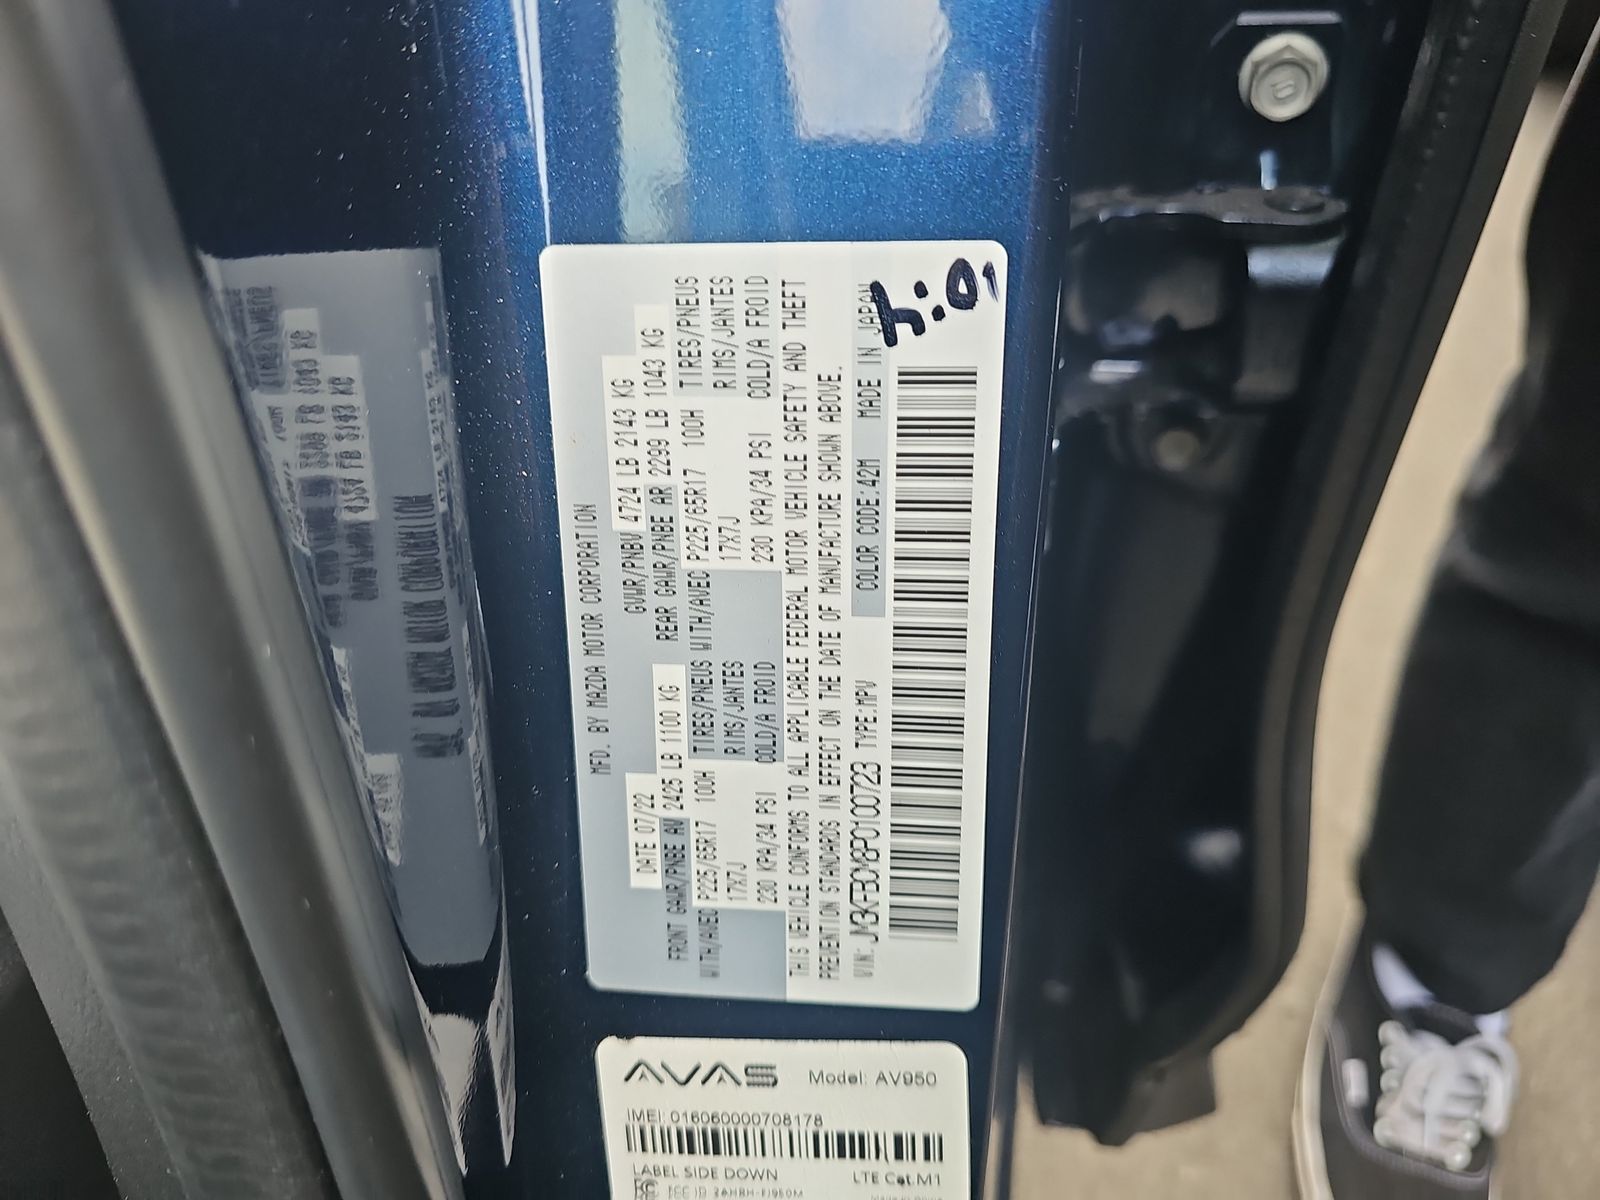 MFD. BY MAZDA MOTOR CORPORATION
DATE 07/22 GVWR/PNBV 4724 LB 2143 KG
FRONT GAWR/PNBE AV 2425 LB 1100 KG REAR GAWR/PNBE AR 2299 LB 1043 KG
WITH/AVEC P225/65R17 100H TIRES/PNEUS WITH/AVEC P225/65R17 100H TIRES/PNEUS
17X7J RIMS/JANTES 17X7J RIMS/JANTES
230 KPA/34 PSI COLD/A FROID 230 KPA/34 PSI COLD/A FROID
THIS VEHICLE CONFORMS TO ALL APPLICABLE FEDERAL MOTOR VEHICLE SAFETY AND THEFT
PREVENTION STANDARDS IN EFFECT ON THE DATE OF MANUFACTURE SHOWN ABOVE.
VIN: JM3KFBCY8P0100723 TYPE:MPV COLOR CODE:42M MADE IN JAPAN
AVAS Model: AV950
IMEI: 016060000708178
LABEL SIDE DOWN LTE Cat.M1
FCC ID